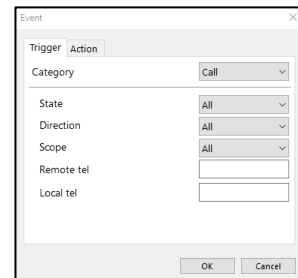 Event
Trigger Action
Category Call
State All
Direction All
Scope All
Remote tel
Local tel
OK Cancel